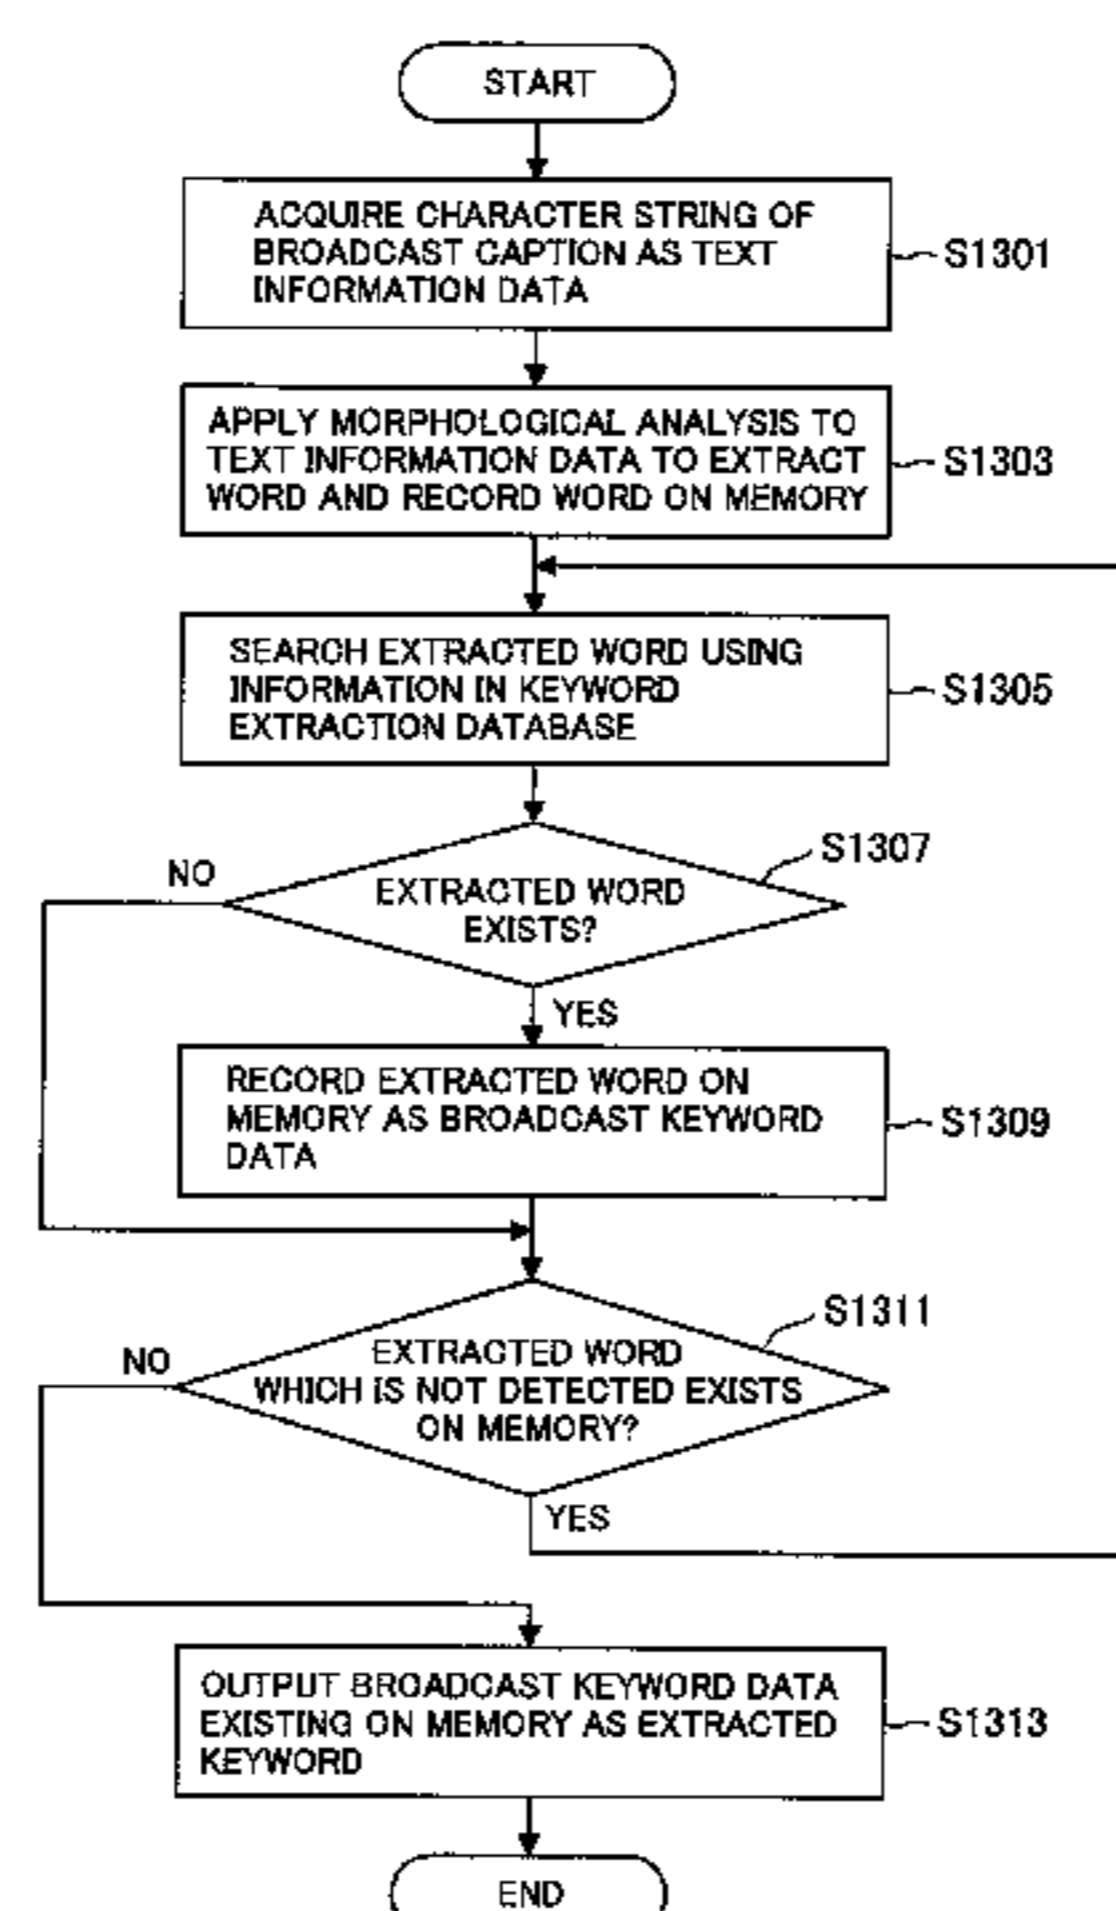 START
ACQUIRE CHARACTER STRING OF
BROADCAST CAPTION AS TEXT
INFORMATION DATA
S1301
APPLY MORPHOLOGICAL ANALYSIS TO
TEXT INFORMATION DATA TO EXTRACT
WORD AND RECORD WORD ON MEMORY
S1303
SEARCH EXTRACTED WORD USING
INFORMATION IN KEYWORD
EXTRACTION DATABASE
S1305
S1307
NO
EXTRACTED WORD
EXISTS?
YES
RECORD EXTRACTED WORD ON
MEMORY AS BROADCAST KEYWORD
DATA
S1309
S1311
NO
EXTRACTED WORD
WHICH IS NOT DETECTED EXISTS
ON MEMORY?
YES
OUTPUT BROADCAST KEYWORD DATA
EXISTING ON MEMORY AS EXTRACTED
KEYWORD
S1313
END